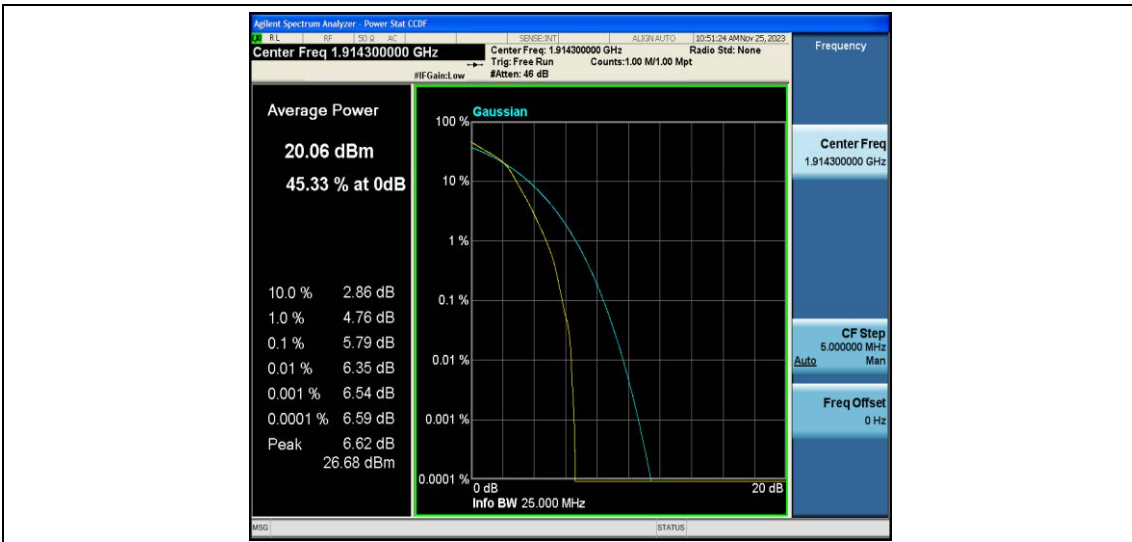 Agilent Spectrum Analyzer - Power Stat CCDF
LXI RL RF 50 Ω AC SENSE:INT ALIGN AUTO 10:51:24 AM Nov 25, 2023
Center Freq 1.914300000 GHz
Center Freq: 1.914300000 GHz Radio Std: None
Trig: Free Run Counts:1.00 M/1.00 Mpt
#IFGain:Low #Atten: 46 dB
Average Power
20.06 dBm
45.33 % at 0dB
10.0 % 2.86 dB
1.0 % 4.76 dB
0.1 % 5.79 dB
0.01 % 6.35 dB
0.001 % 6.54 dB
0.0001 % 6.59 dB
Peak 6.62 dB
26.68 dBm
Gaussian
100 %
10 %
1 %
0.1 %
0.01 %
0.001 %
0.0001 %
0 dB 20 dB
Info BW 25.000 MHz
Frequency
Center Freq
1.914300000 GHz
CF Step
5.000000 MHz
Auto Man
Freq Offset
0 Hz
MSG STATUS